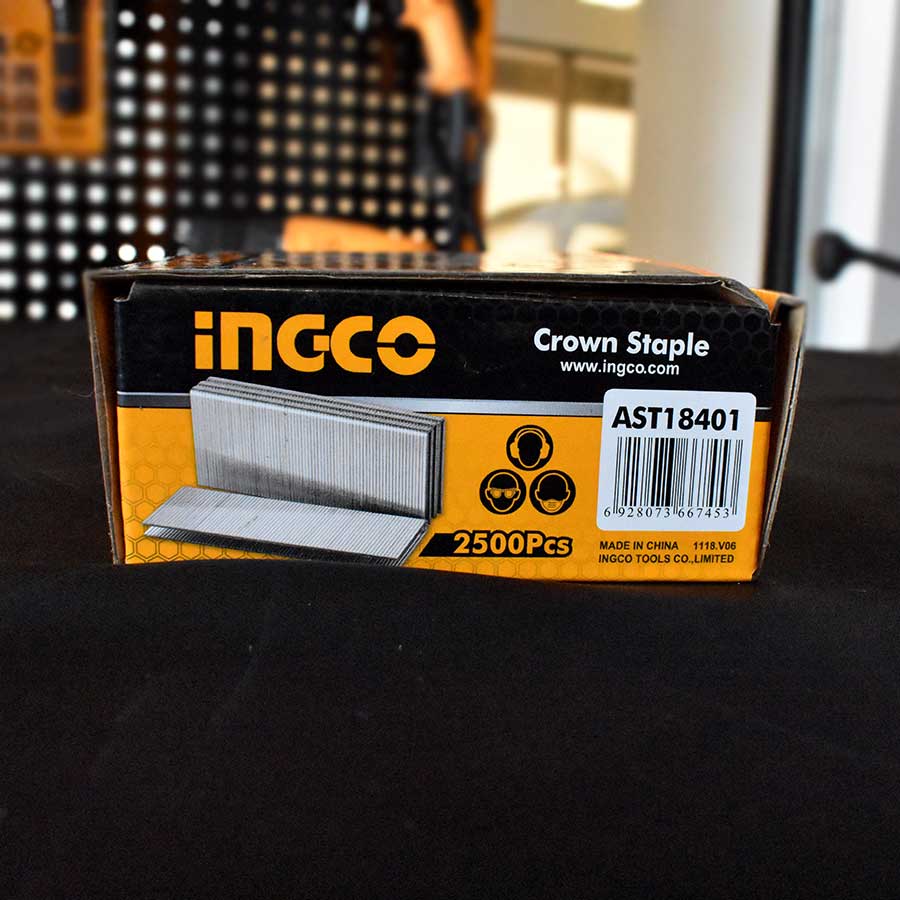 INGCO
Crown Staple
www.ingco.com
AST18401
6 928073 667453
2500Pcs
MADE IN CHINA 1118.V06
INGCO TOOLS CO.,LIMITED